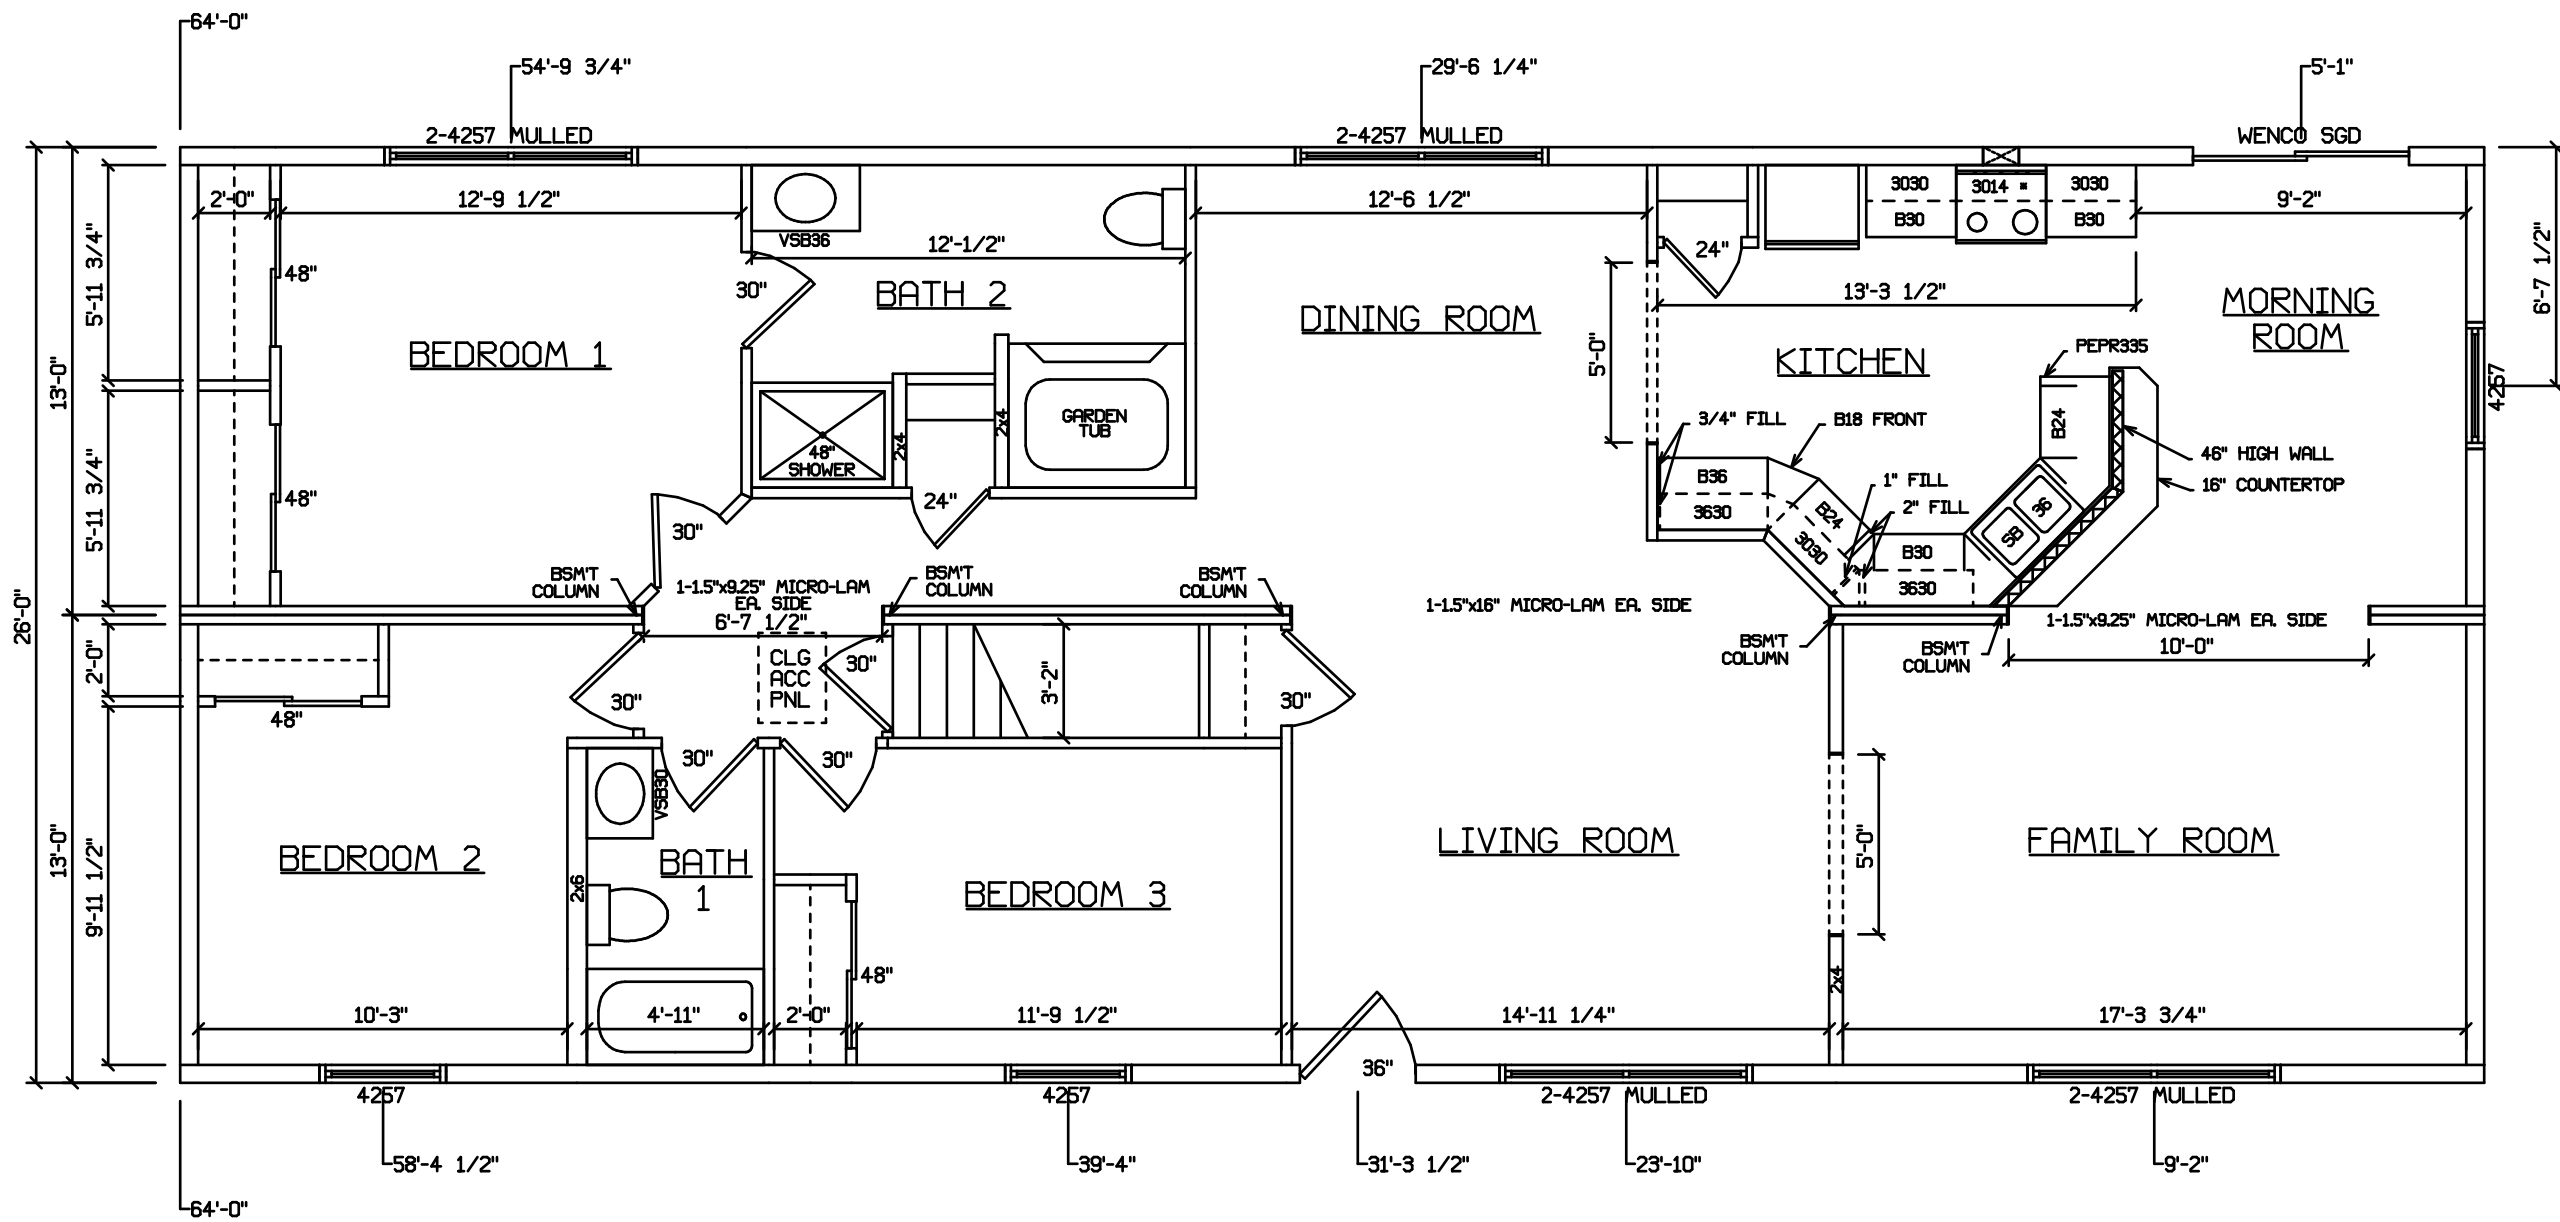 64'-0"
54'-9 3/4"
29'-6 1/4"
5'-1"
2-4257 MULLED
2-4257 MULLED
WENCO SGD
2'-0"
12'-9 1/2"
12'-6 1/2"
9'-2"
3030
3014
3030
B30
B30
VSB36
12'-1/2"
24"
6'-7 1/2"
5'-11 3/4"
48"
30"
BATH 2
13'-3 1/2"
DINING ROOM
MORNING
ROOM
BEDROOM 1
5'-0"
KITCHEN
PEPR335
4257
13'-0"
GARDEN
TUB
2x4
2x4
48"
SHOWER
3/4" FILL
B18 FRONT
B24
46" HIGH WALL
16" COUNTERTOP
5'-11 3/4"
48"
24"
30"
B36
3630
B24
3030
1" FILL
2" FILL
36
SB
B30
3630
26'-0"
BSM'T
COLUMN
1-1.5"x9.25" MICRO-LAM
EA. SIDE
6'-7 1/2"
BSM'T
COLUMN
BSM'T
COLUMN
1-1.5"x16" MICRO-LAM EA. SIDE
1-1.5"x9.25" MICRO-LAM EA. SIDE
BSM'T
COLUMN
BSM'T
COLUMN
10'-0"
2'-0"
48"
30"
CLG
ACC
PNL
30"
3'-2"
30"
30"
30"
VSB30
13'-0"
9'-11 1/2"
BEDROOM 2
2x6
BATH
1
BEDROOM 3
LIVING ROOM
5'-0"
FAMILY ROOM
48"
2x4
10'-3"
4'-11"
2'-0"
11'-9 1/2"
14'-11 1/4"
17'-3 3/4"
36"
4257
4257
2-4257 MULLED
2-4257 MULLED
58'-4 1/2"
39'-4"
31'-3 1/2"
23'-10"
9'-2"
64'-0"